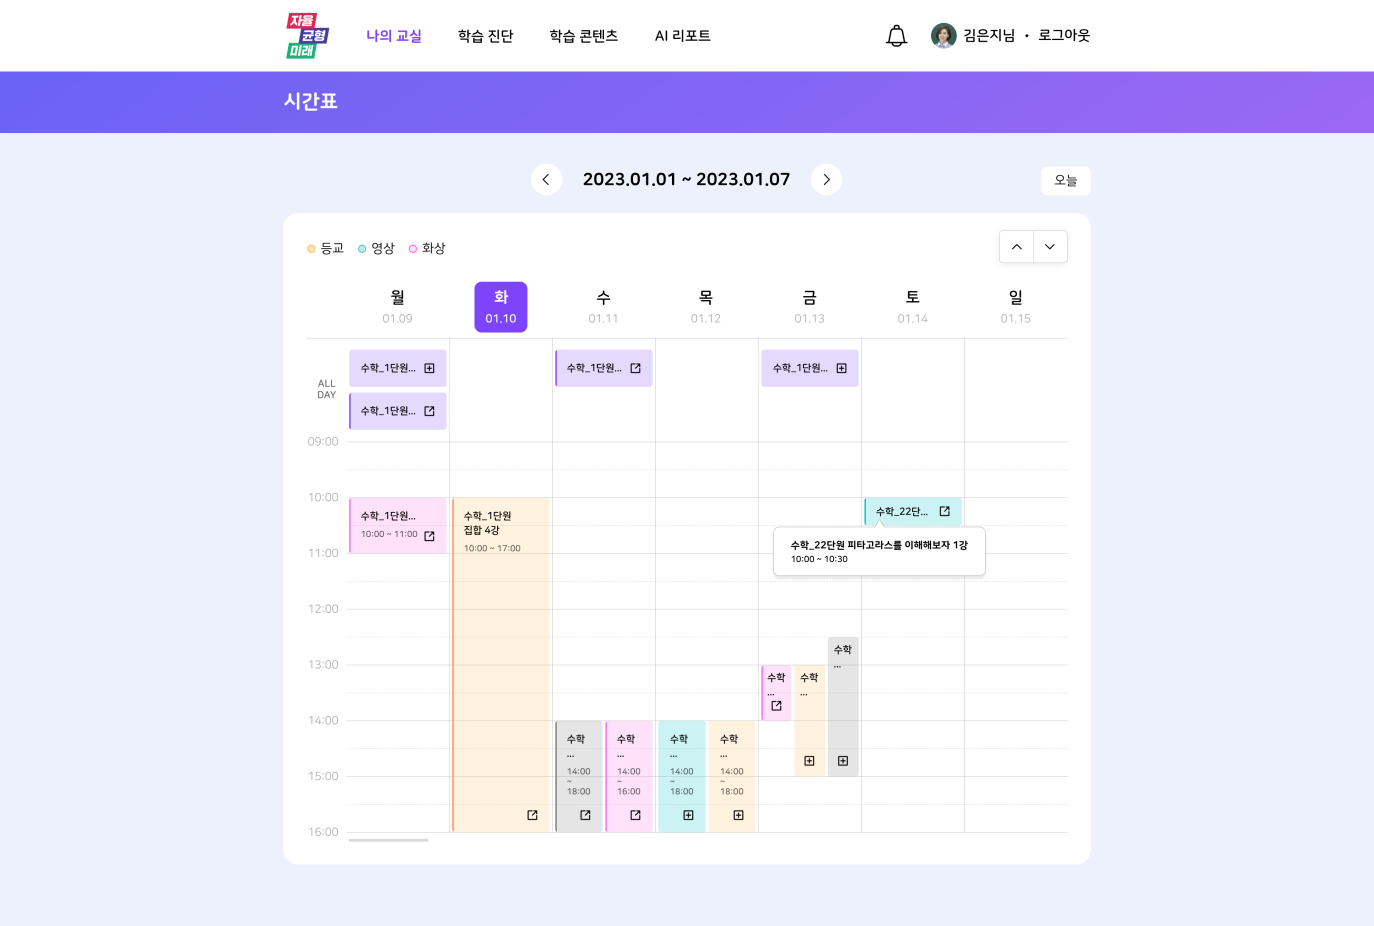 자율
균형
미래
나의 교실
학습 진단
학습 콘텐츠
AI 리포트
김은지님 • 로그아웃
시간표
2023.01.01 ~ 2023.01.07
오늘
등교
영상
화상
월
01.09
화
01.10
수
01.11
목
01.12
금
01.13
토
01.14
일
01.15
ALL
DAY
수학_1단원...
수학_1단원...
수학_1단원...
수학_1단원...
09:00
10:00
11:00
12:00
13:00
14:00
15:00
16:00
수학_1단원...
10:00 ~ 11:00
수학_1단원
집합 4강
10:00 ~ 17:00
수학_22단...
수학_22단원 피타고라스를 이해해보자 1강
10:00 ~ 10:30
수학
...
수학
...
수학
...
수학
...
14:00
~
18:00
수학
...
14:00
~
16:00
수학
...
14:00
~
18:00
수학
...
14:00
~
18:00